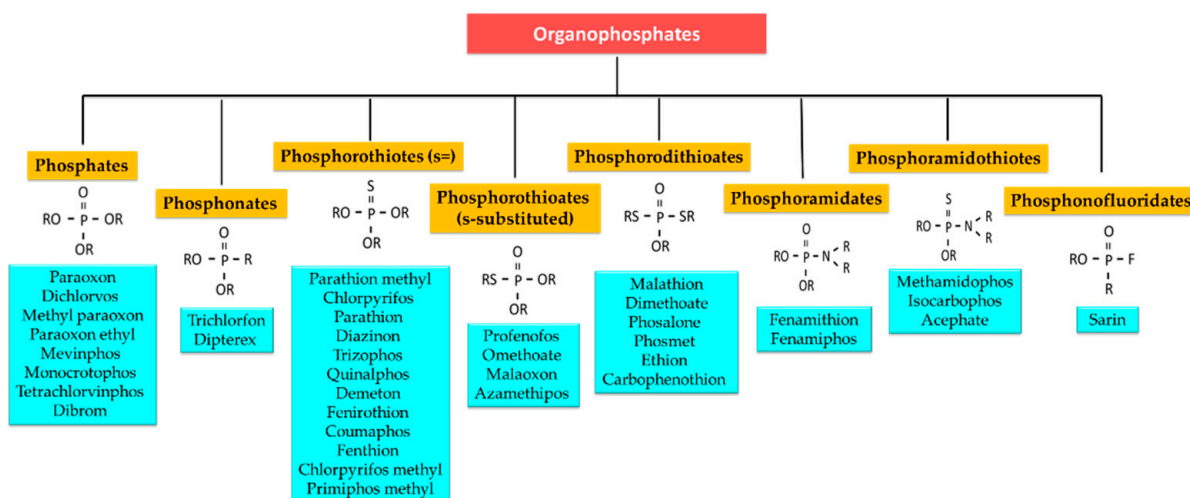 Organophosphates
Phosphates
O
RO - P - OR
OR
Paraoxon
Dichlorvos
Methyl paraoxon
Paraoxon ethyl
Mevinphos
Monocrotophos
Tetrachlorvinphos
Dibrom
Phosphonates
O
RO - P - R
OR
Trichlorfon
Dipterex
Phosphorothiotes (s=)
S
RO - P - OR
OR
Parathion methyl
Chlorpyrifos
Parathion
Diazinon
Trizophos
Quinalphos
Demeton
Fenirothion
Coumaphos
Fenthion
Chlorpyrifos methyl
Primiphos methyl
Phosphorothioates
(s-substituted)
O
RS - P - OR
OR
Profenofos
Omethoate
Malaoxon
Azamethipos
Phosphorodithioates
O
RS - P - SR
OR
Malathion
Dimethoate
Phosalone
Phosmet
Ethion
Carbophenothion
Phosphoramidates
O
R
RO - P - N
R
OR
Fenamithion
Fenamiphos
Phosphoramidothiotes
S
R
RO - P - N
R
OR
Methamidophos
Isocarbophos
Acephate
Phosphonofluoridates
O
RO - P - F
R
Sarin